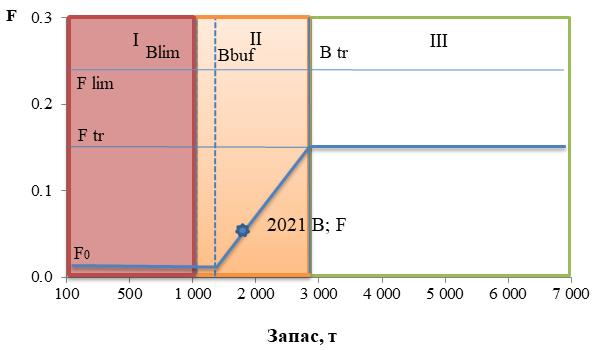 F
0.3
I
II
III
Blim
Bbuf
B tr
F lim
0.2
F tr
0.1
2021 B; F
F0
0.0
100 500 1 000 2 000 3 000 4 000 5 000 6 000 7 000
Запас, т